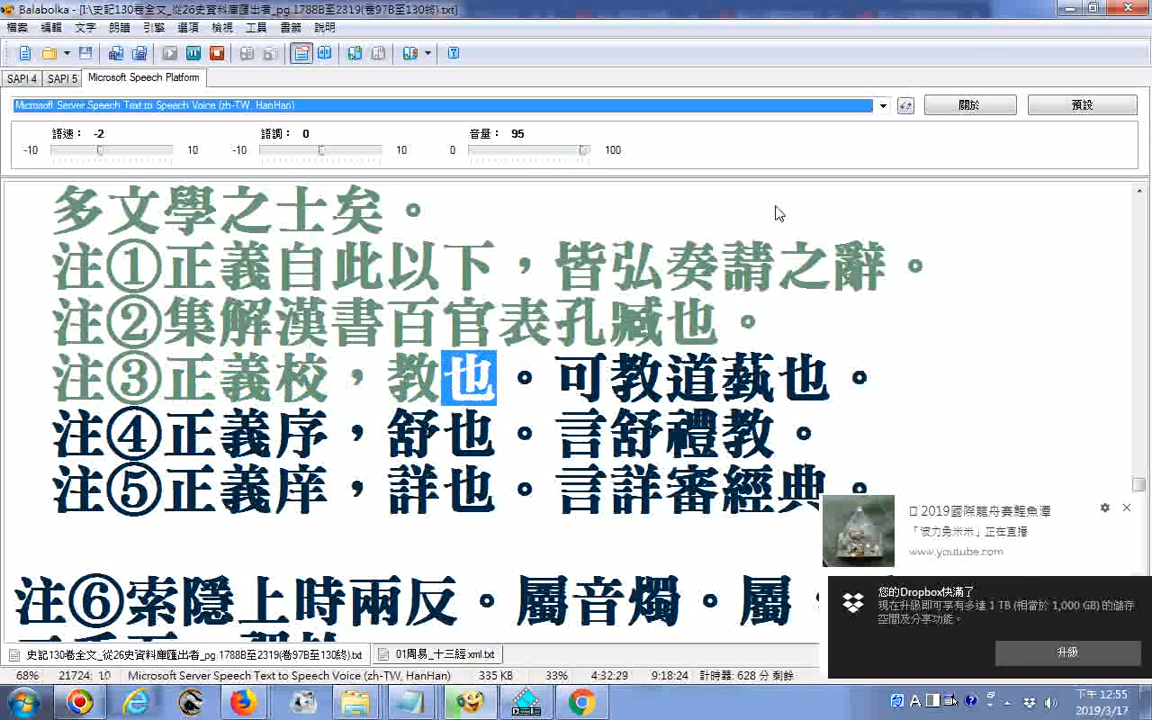 Balabolka - [I:\史記130卷全文_從26史資料庫匯出者_pg 1788B至2319(卷97B至130終).txt]
檔案 編輯 文字 朗讀 引擎 選項 檢視 工具 書籤 說明
SAPI 4 SAPI 5 Microsoft Speech Platform
Microsoft Server Speech Text to Speech Voice (zh-TW, HanHan) 關於 預設
語速： -2 語調： 0 音量： 95
-10 10 -10 10 0 100
多文學之士矣。
注①正義自此以下，皆弘奏請之辭。
注②集解漢書百官表孔臧也。
注③正義校，教也。可教道藝也。
注④正義序，舒也。言舒禮教。
注⑤正義庠，詳也。言詳審經典。
注⑥索隱上時兩反。屬音燭。屬，
2019國際龍舟賽鯉魚潭
「波力兔米米」正在直播
www.youtube.com
您的Dropbox快滿了
現在升級即可享有多達 1 TB (相當於 1,000 GB) 的儲存
空間及分享功能。
升級
史記130卷全文_從26史資料庫匯出者_pg 1788B至2319(卷97B至130終).txt 01周易_十三經xml.txt
68% 21724: 10 Microsoft Server Speech Text to Speech Voice (zh-TW, HanHan) 335 KB 33% 4:32:29 9:18:24 計時器: 628 分 剩餘
下午 12:55
2019/3/17